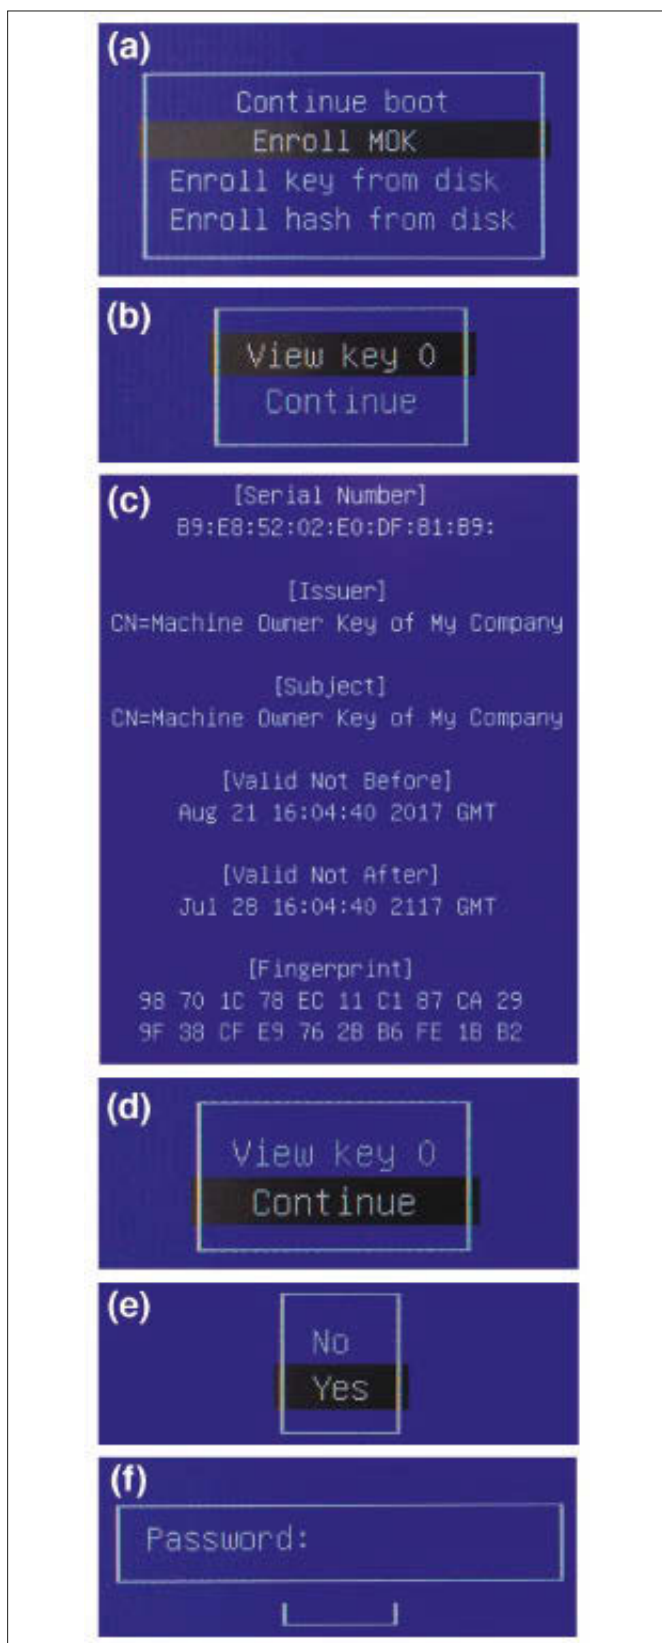 (a)
Continue boot
Enroll MOK
Enroll key from disk
Enroll hash from disk
(b)
View key 0
Continue
(c)
[Serial Number]
B9:E8:52:02:E0:DF:81:B9:
[Issuer]
CN=Machine Owner Key of My Company
[Subject]
CN=Machine Owner Key of My Company
[Valid Not Before]
Aug 21 16:04:40 2017 GMT
[Valid Not After]
Jul 28 16:04:40 2117 GMT
[Fingerprint]
98 70 1C 78 EC 11 C1 87 CA 29
9F 38 CF E9 76 2B B6 FE 1B B2
(d)
View key 0
Continue
(e)
No
Yes
(f)
Password: